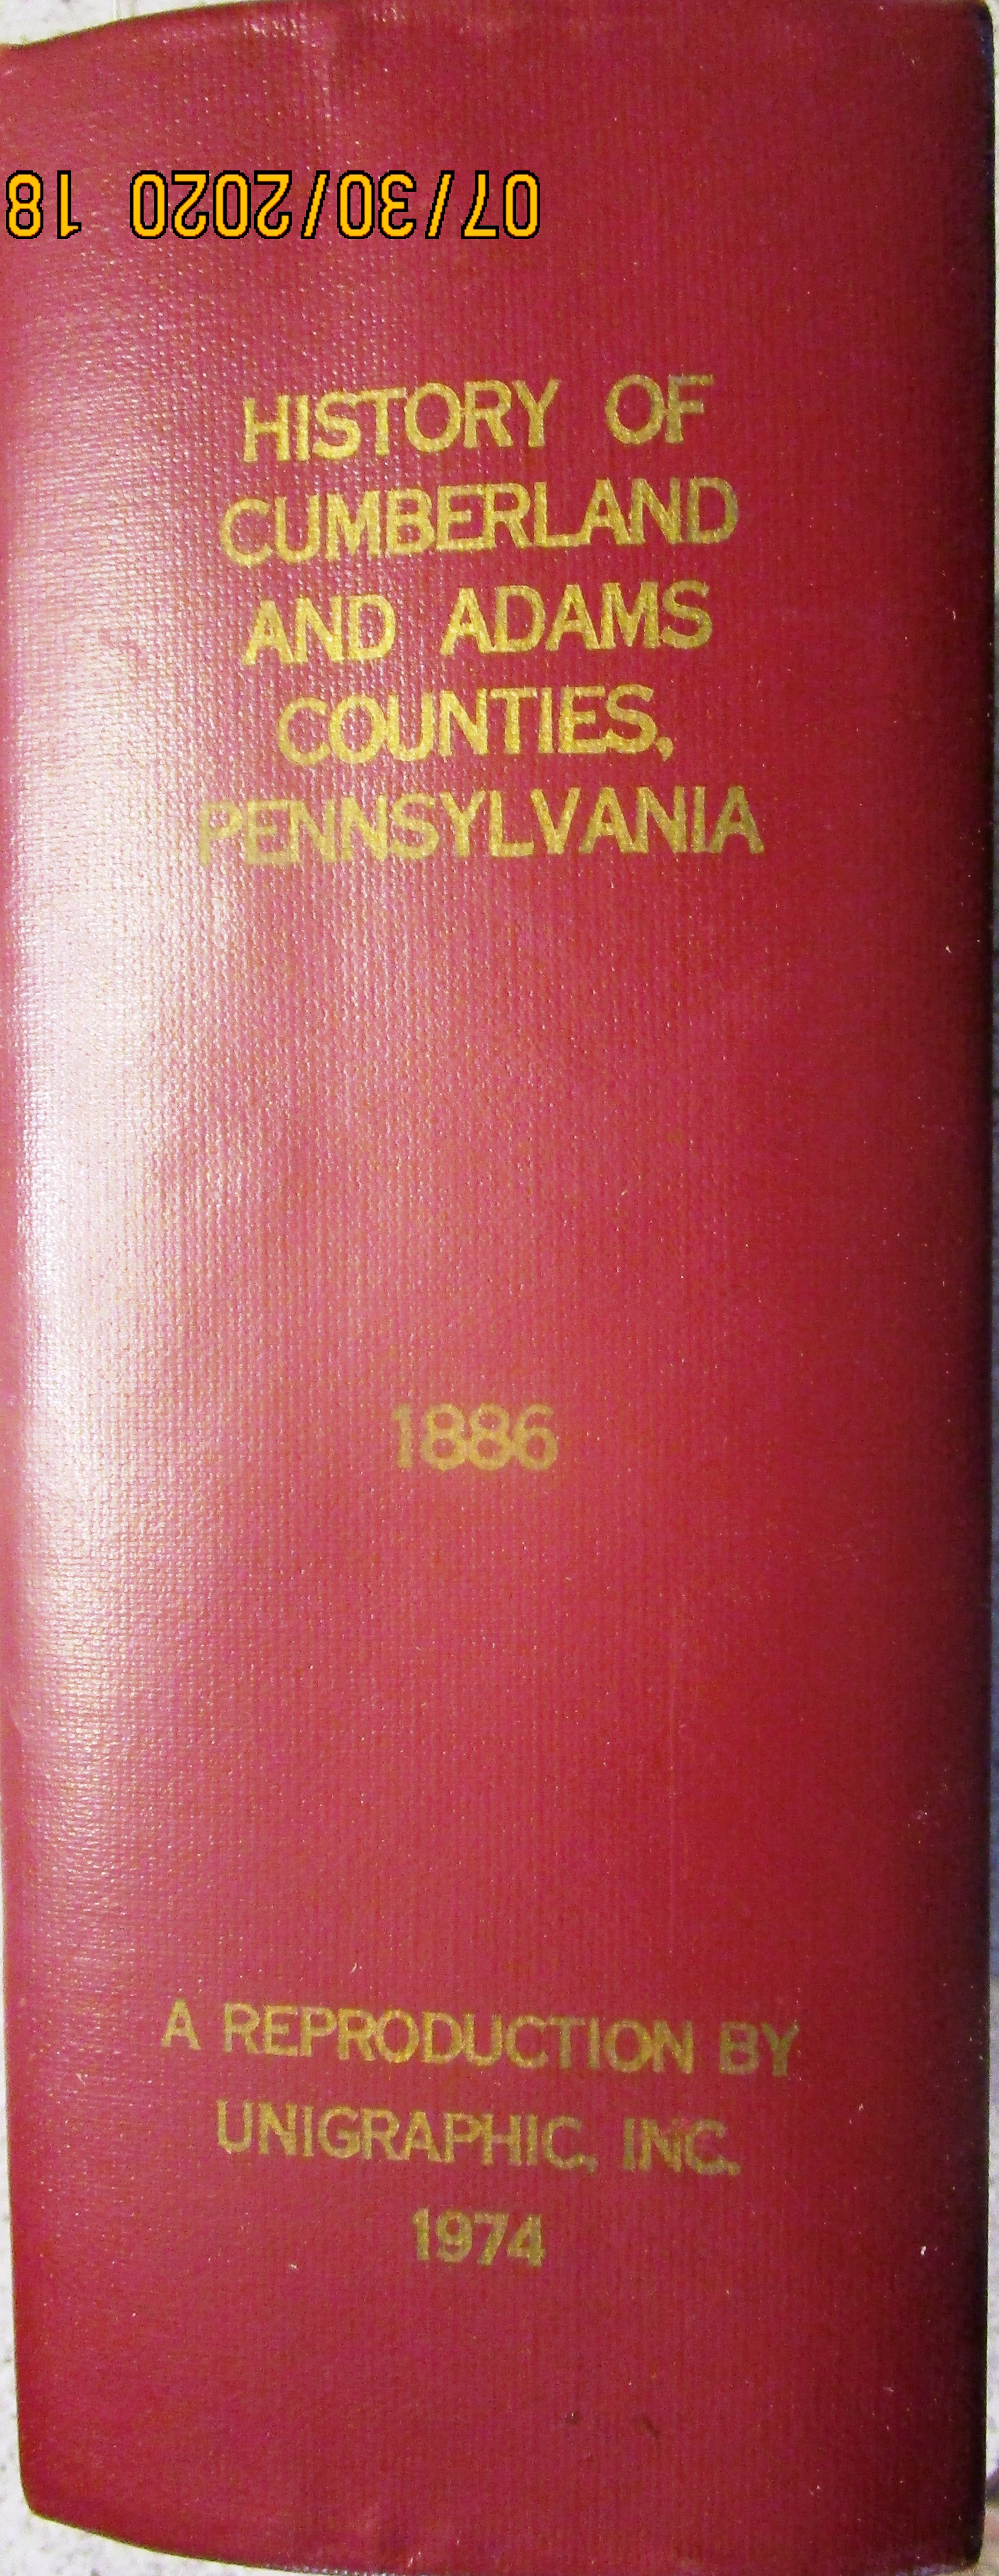 07/30/2020 18
HISTORY OF
CUMBERLAND
AND ADAMS
COUNTIES,
PENNSYLVANIA
1886
A REPRODUCTION BY
UNIGRAPHIC, INC.
1974